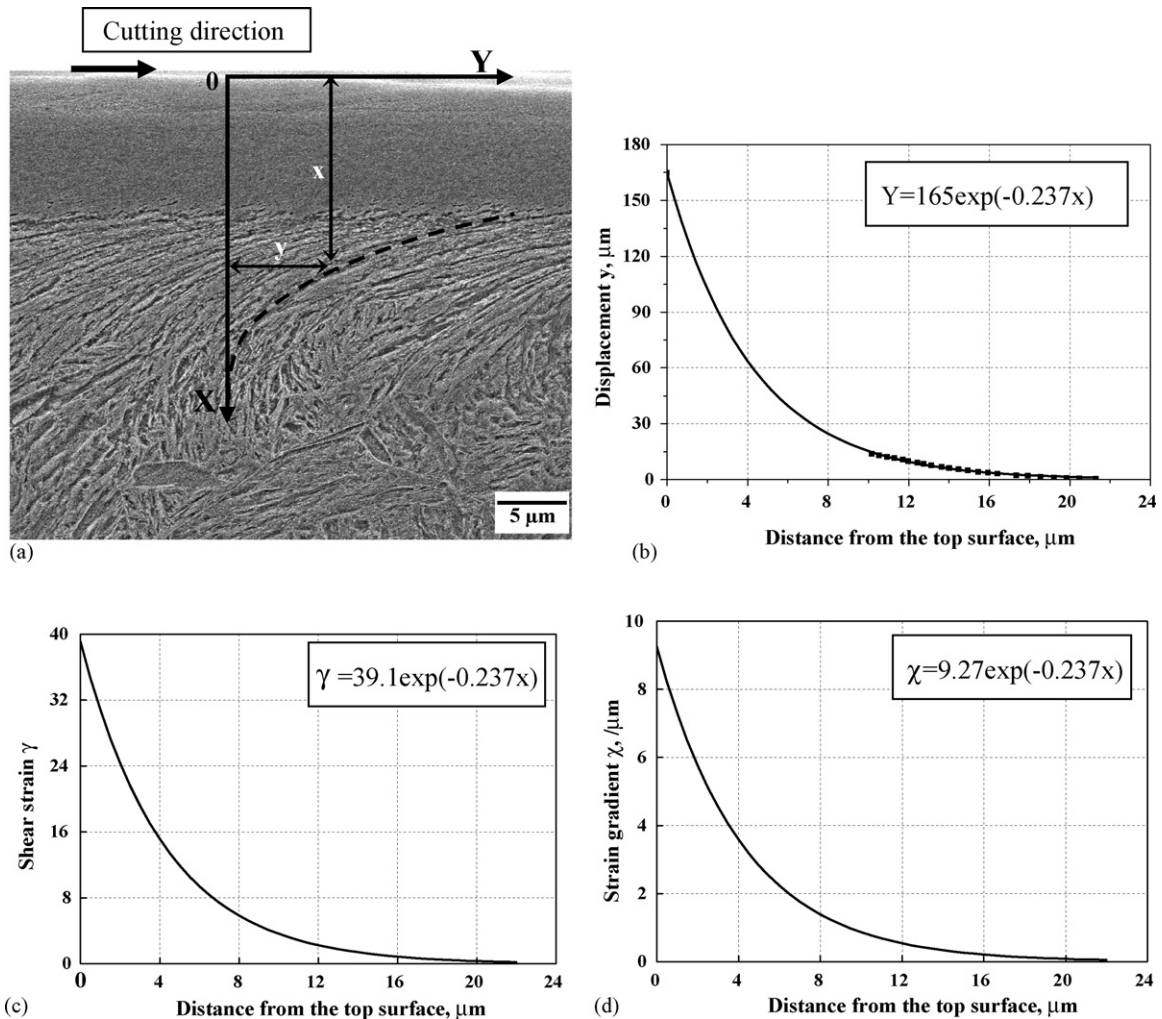 Cutting direction
0
Y
x
y
X
5 μm
(a)
180
150
120
90
60
30
0
Displacement y, μm
Y=165exp(-0.237x)
0
4
8
12
16
20
24
Distance from the top surface, μm
(b)
40
32
24
16
8
0
Shear strain γ
γ =39.1exp(-0.237x)
0
4
8
12
16
20
24
Distance from the top surface, μm
(c)
10
8
6
4
2
0
Strain gradient χ, /μm
χ=9.27exp(-0.237x)
0
4
8
12
16
20
24
Distance from the top surface, μm
(d)